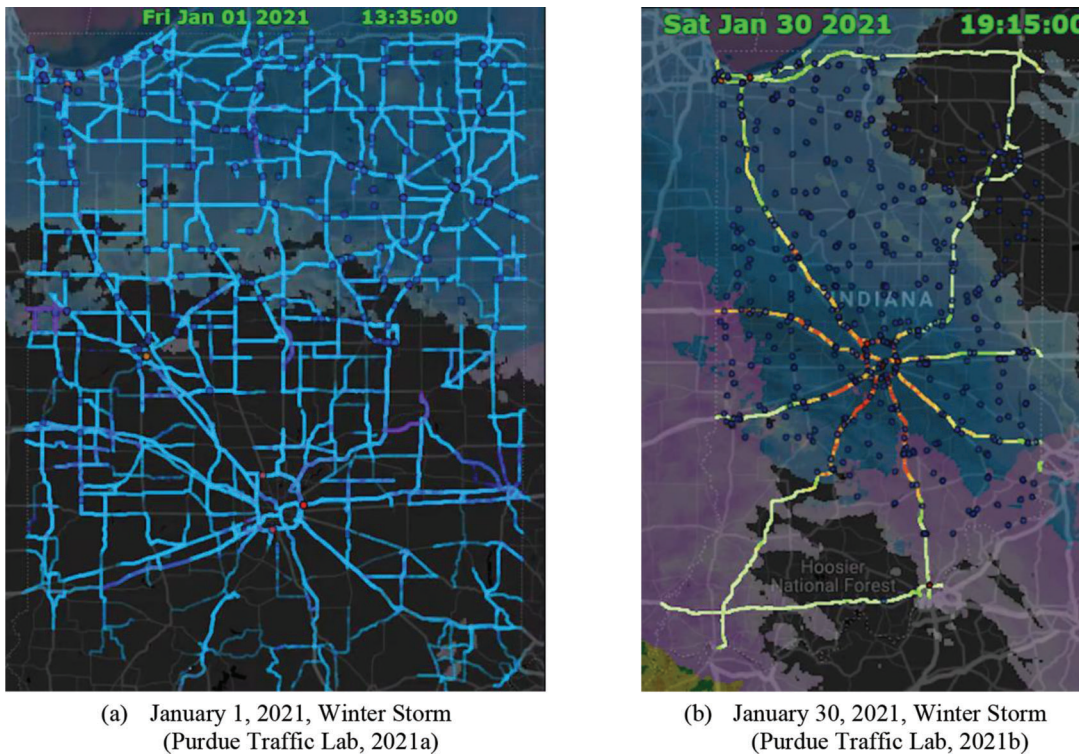 Fri Jan 01 2021 13:35:00
Sat Jan 30 2021 19:15:00
INDIANA
Hoosier
National Forest
(a) January 1, 2021, Winter Storm
(Purdue Traffic Lab, 2021a)
(b) January 30, 2021, Winter Storm
(Purdue Traffic Lab, 2021b)